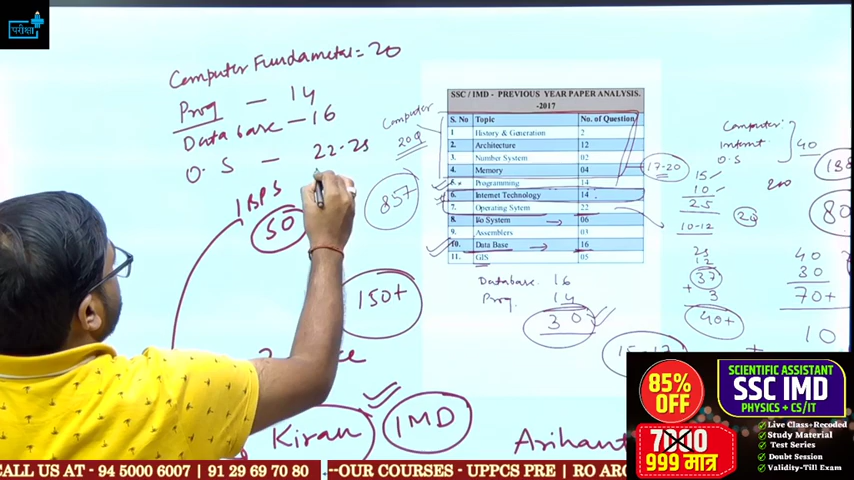 परीक्षा
Computer Fundametal = 20
Prog — 14
Database — 16
O. S — 22-25
IBPS
50
857
Computer
20Q
150+
Kiran
IMD
Arihant
SSC / IMD - PREVIOUS YEAR PAPER ANALYSIS.
-2017
S. No Topic No. of Question
1 History & Generation 2
2. Architecture 12
3. Number System 02
4. Memory 04
5. Programming 14
6. Internet Technology 14
7. Operating Sytem 22
8. I/o System → 06
9. Assemblers 03
10. Data Base → 16
11. GIS 05
Database. 16
Prog. 14
30
17-20
Computer
Internet
O.S
40
15
10
25
10-12
20
25
12
37
+ 3
40+
40
30
70+
10
80
85%
OFF
7000
999 मात्र
SCIENTIFIC ASSISTANT
SSC IMD
PHYSICS + CS/IT
Live Class+Recoded
Study Material
Test Series
Doubt Session
Validity-Till Exam
CALL US AT - 94 5000 6007 | 91 29 69 70 80 --OUR COURSES - UPPCS PRE | RO ARO